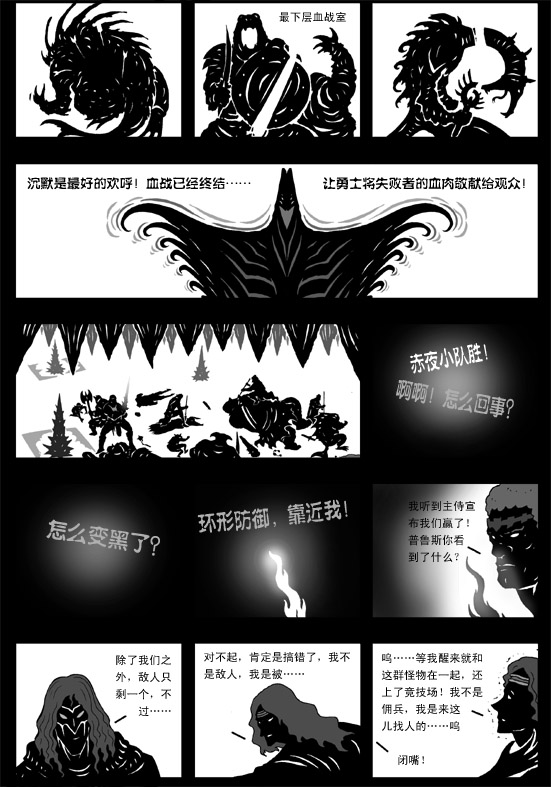 最下层血战室
沉默是最好的欢呼！血战已经终结……
让勇士将失败者的血肉敬献给观众！
赤夜小队胜！
啊啊！怎么回事？
怎么变黑了？
环形防御，靠近我！
我听到主侍宣
布我们赢了！
普鲁斯你看
到了什么？
除了我们之
外，敌人只
剩一个，不
过……
对不起，肯定是搞错了，我不
是敌人，我是被……
呜……等我醒来就和
这群怪物在一起，还
上了竞技场！我不是
佣兵，我是来这
儿找人的……呜
闭嘴！